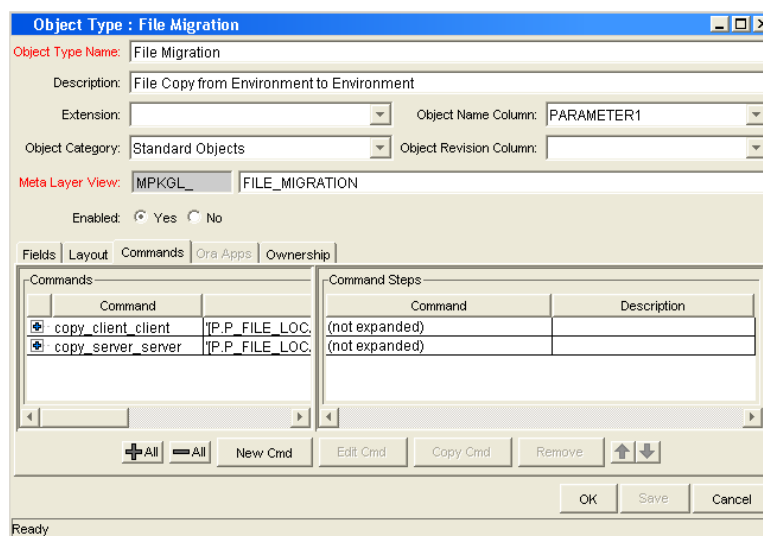 Object Type : File Migration
Object Type Name: File Migration
Description: File Copy from Environment to Environment
Extension: Object Name Column: PARAMETER1
Object Category: Standard Objects Object Revision Column:
Meta Layer View: MPKGL_ FILE_MIGRATION
Enabled: Yes No
Fields Layout Commands Ora Apps Ownership
Commands Command Steps
Command Command Description
copy_client_client '[P.P_FILE_LOC. (not expanded)
copy_server_server '[P.P_FILE_LOC. (not expanded)
All All New Cmd Edit Cmd Copy Cmd Remove
OK Save Cancel
Ready